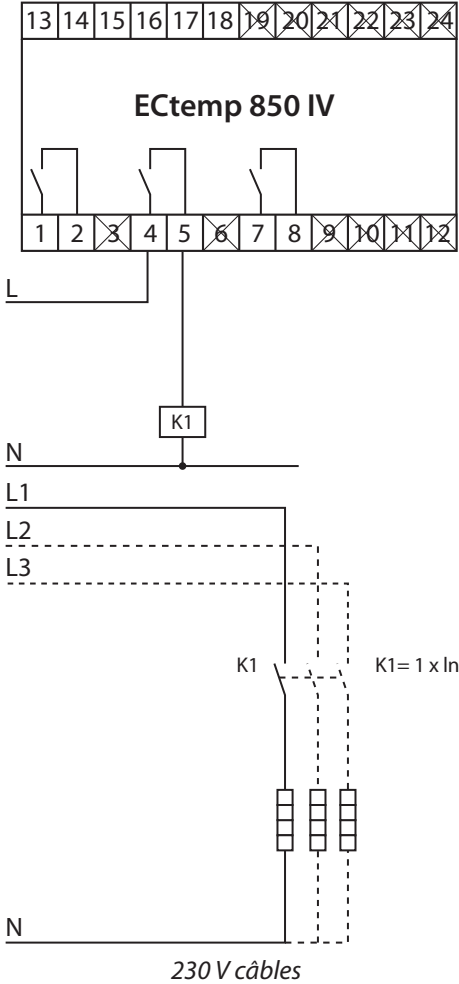 13 14 15 16 17 18 19 20 21 22 23 24
ECtemp 850 IV
1 2 3 4 5 6 7 8 9 10 11 12
L
K1
N
L1
L2
L3
K1 K1= 1 x ln
N
230 V câbles